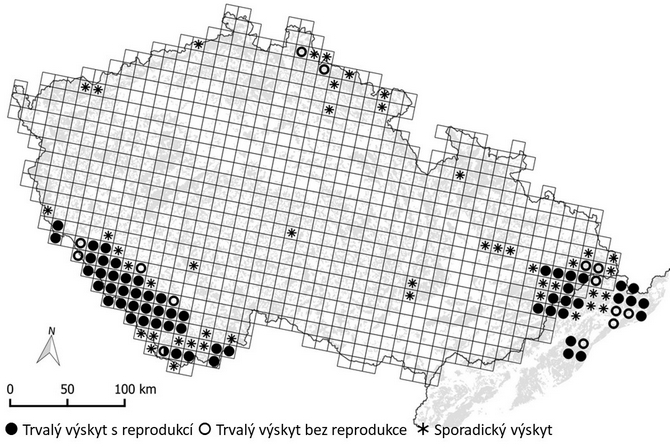 N
0 50 100 km
Trvalý výskyt s reprodukcí Trvalý výskyt bez reprodukce Sporadický výskyt